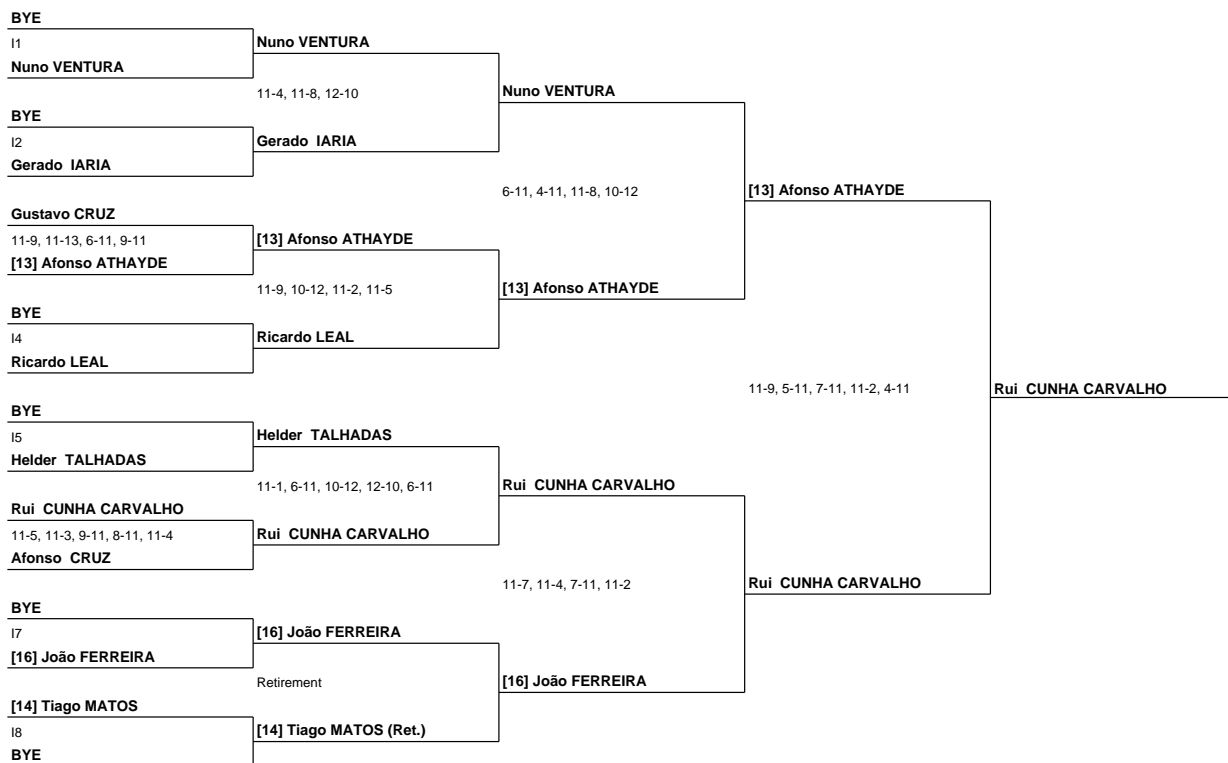 BYE
I1
Nuno VENTURA
Nuno VENTURA
11-4, 11-8, 12-10
Nuno VENTURA
BYE
I2
Gerado IARIA
Gerado IARIA
6-11, 4-11, 11-8, 10-12
[13] Afonso ATHAYDE
Gustavo CRUZ
11-9, 11-13, 6-11, 9-11
[13] Afonso ATHAYDE
[13] Afonso ATHAYDE
11-9, 10-12, 11-2, 11-5
[13] Afonso ATHAYDE
BYE
I4
Ricardo LEAL
Ricardo LEAL
11-9, 5-11, 7-11, 11-2, 4-11
Rui CUNHA CARVALHO
BYE
I5
Helder TALHADAS
Helder TALHADAS
11-1, 6-11, 10-12, 12-10, 6-11
Rui CUNHA CARVALHO
Rui CUNHA CARVALHO
11-5, 11-3, 9-11, 8-11, 11-4
Afonso CRUZ
Rui CUNHA CARVALHO
11-7, 11-4, 7-11, 11-2
Rui CUNHA CARVALHO
BYE
I7
[16] João FERREIRA
[16] João FERREIRA
Retirement
[16] João FERREIRA
[14] Tiago MATOS
I8
BYE
[14] Tiago MATOS (Ret.)